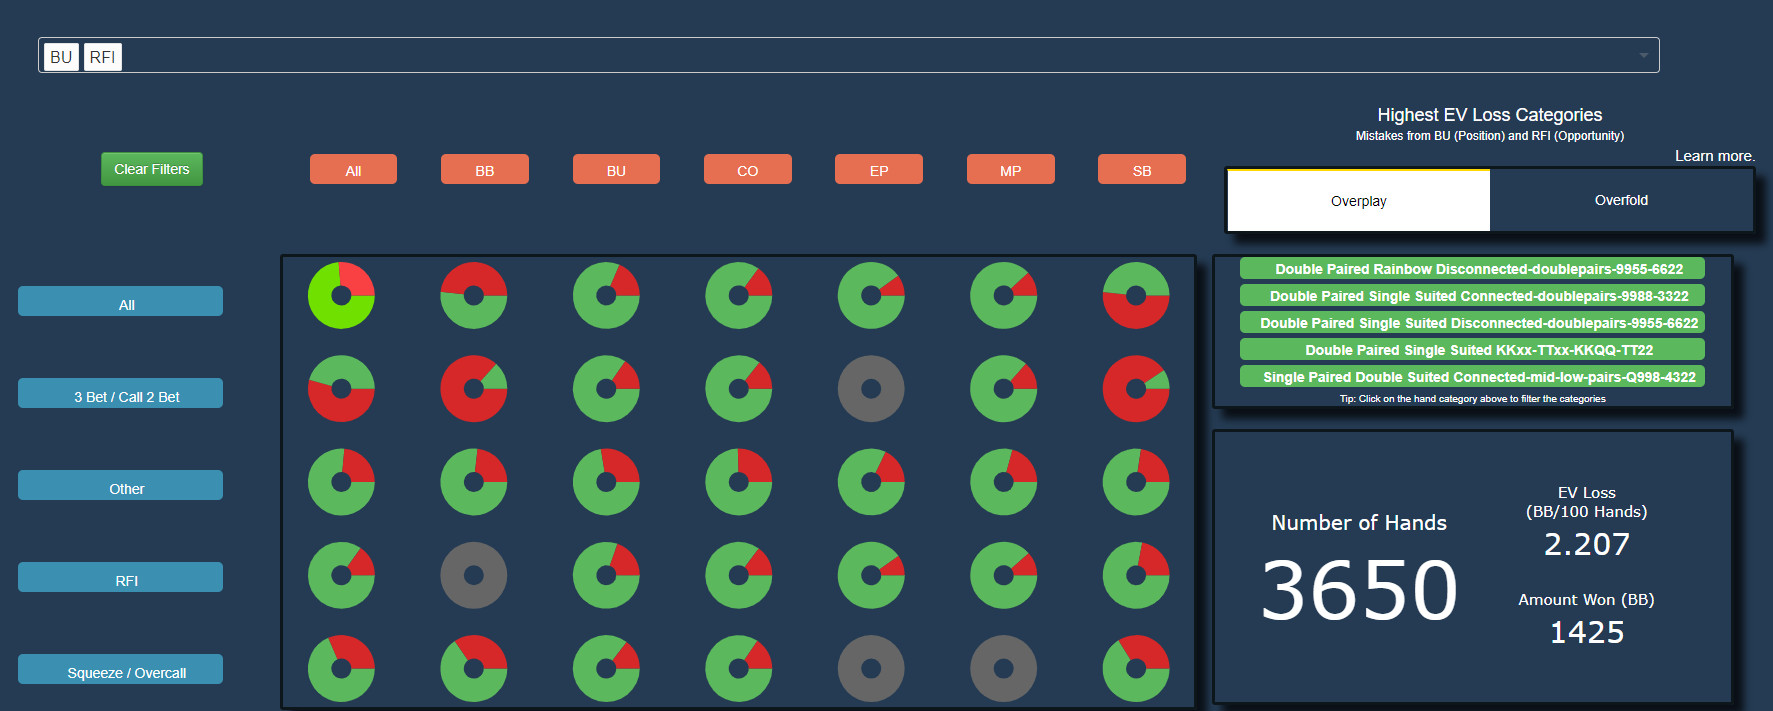 BU RFI
Highest EV Loss Categories
Mistakes from BU (Position) and RFI (Opportunity)
Learn more.
Clear Filters
All BB BU CO EP MP SB
Overplay Overfold
All
3 Bet / Call 2 Bet
Other
RFI
Squeeze / Overcall
Double Paired Rainbow Disconnected-doublepairs-9955-6622
Double Paired Single Suited Connected-doublepairs-9988-3322
Double Paired Single Suited Disconnected-doublepairs-9955-6622
Double Paired Single Suited KKxx-TTxx-KKQQ-TT22
Single Paired Double Suited Connected-mid-low-pairs-Q998-4322
Tip: Click on the hand category above to filter the categories
Number of Hands
3650
EV Loss
(BB/100 Hands)
2.207
Amount Won (BB)
1425